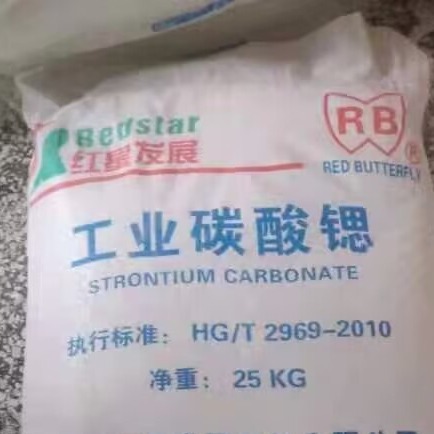 Redstar
红星发展
RB
®
RED BUTTERFLY
工业碳酸锶
STRONTIUM CARBONATE
执行标准： HG/T 2969-2010
净重： 25 KG